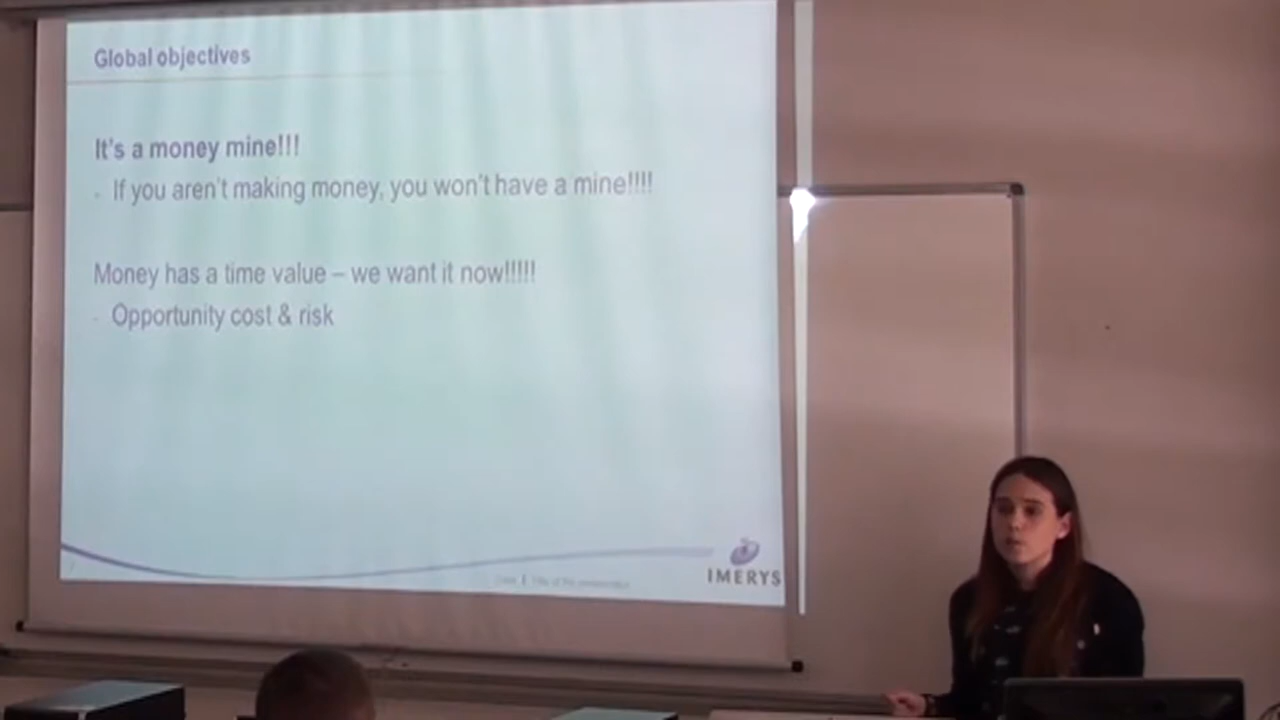 Global objectives
It's a money mine!!!
- If you aren't making money, you won't have a mine!!!!
Money has a time value – we want it now!!!!!
- Opportunity cost & risk
IMERYS